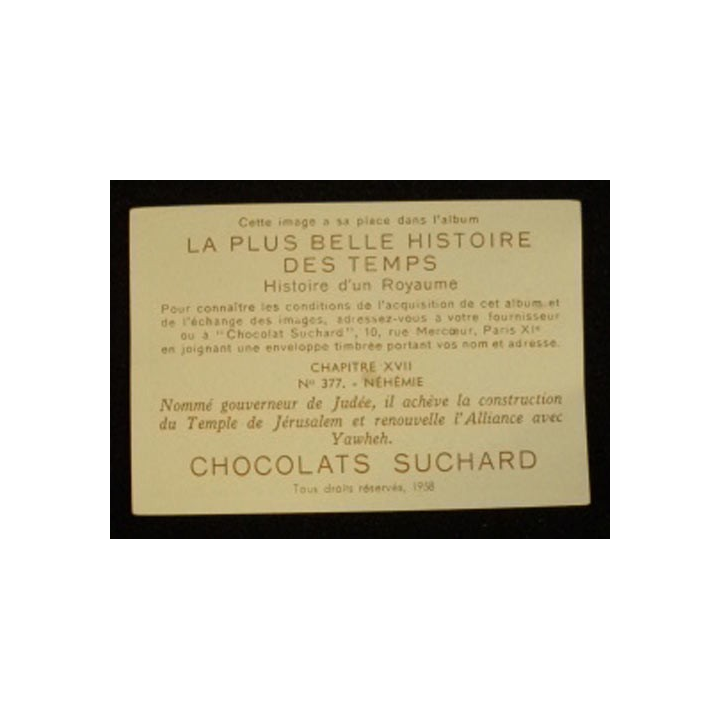 Cette image a sa place dans l'album
LA PLUS BELLE HISTOIRE
DES TEMPS
Histoire d'un Royaume
Pour connaître les conditions de l'acquisition de cet album et
de l'échange des images, adressez-vous à votre fournisseur
ou à "Chocolat Suchard", 10, rue Mercœur, Paris XIe
en joignant une enveloppe timbrée portant vos nom et adresse.
CHAPITRE XVII
No 377. - NÉHÉMIE
Nommé gouverneur de Judée, il achève la construction
du Temple de Jérusalem et renouvelle l'Alliance avec
Yawheh.
CHOCOLATS SUCHARD
Tous droits réservés, 1958